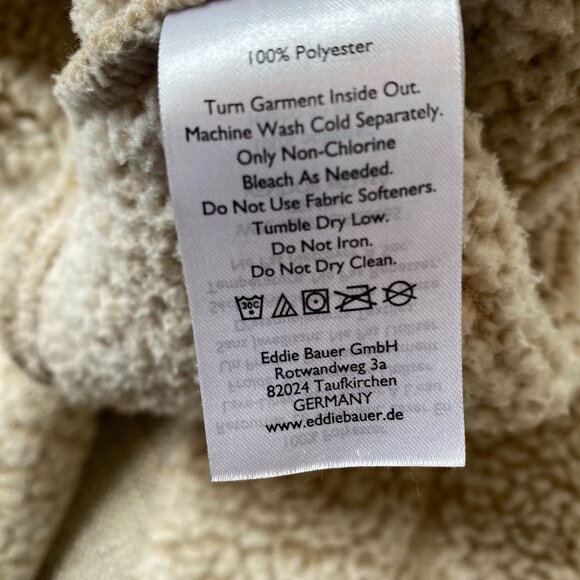 100% Polyester
Turn Garment Inside Out.
Machine Wash Cold Separately.
Only Non-Chlorine
Bleach As Needed.
Do Not Use Fabric Softeners.
Tumble Dry Low.
Do Not Iron.
Do Not Dry Clean.
30C
Eddie Bauer GmbH
Rotwandweg 3a
82024 Taufkirchen
GERMANY
www.eddiebauer.de